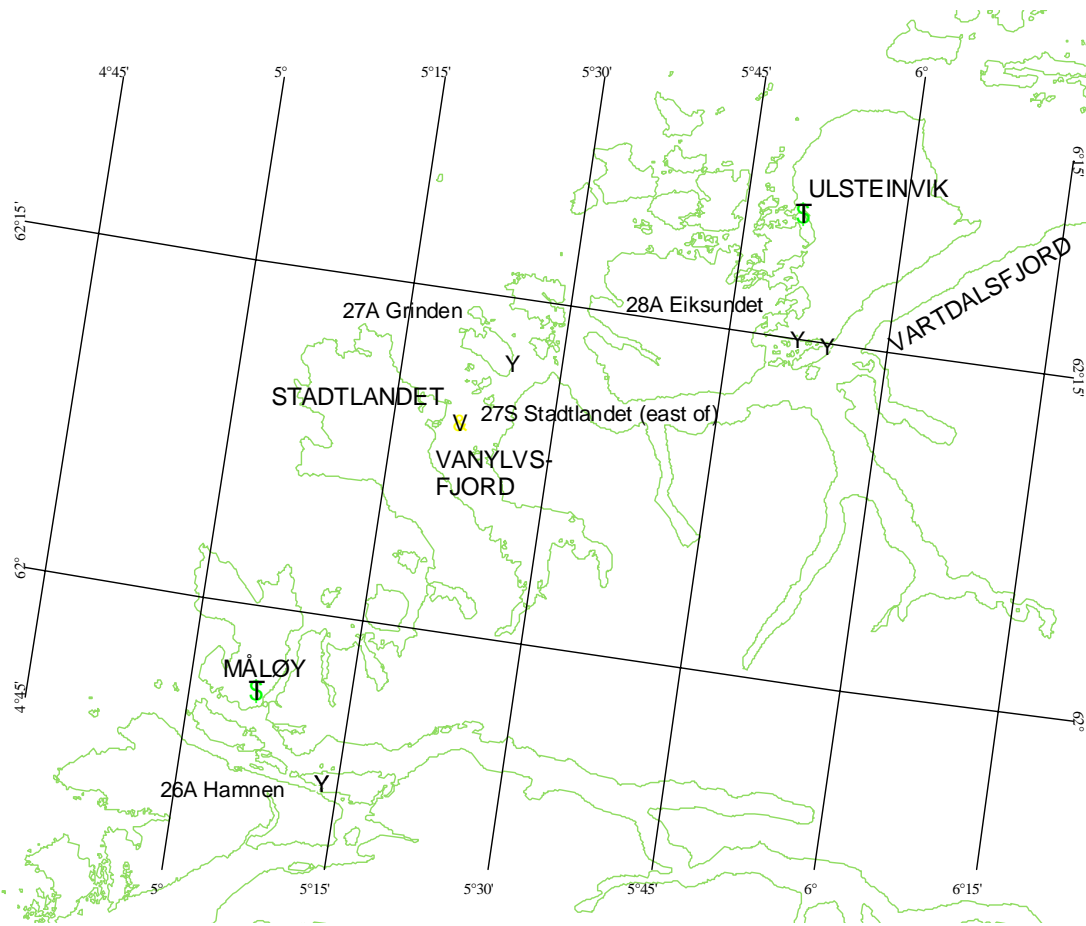 4°45'
5°
5°15'
5°30'
5°45'
6°
6°15'
ULSTEINVIK
T
S
62°15'
VARTDALSFJORD
27A Grinden
28A Eiksundet
Y
Y
Y
62°15'
STADTLANDET
V
27S Stadtlandet (east of)
VANYLVS-
FJORD
62°
MÅLØY
T
S
4°45'
62°
26A Hamnen
Y
5°
5°15'
5°30'
5°45'
6°
6°15'